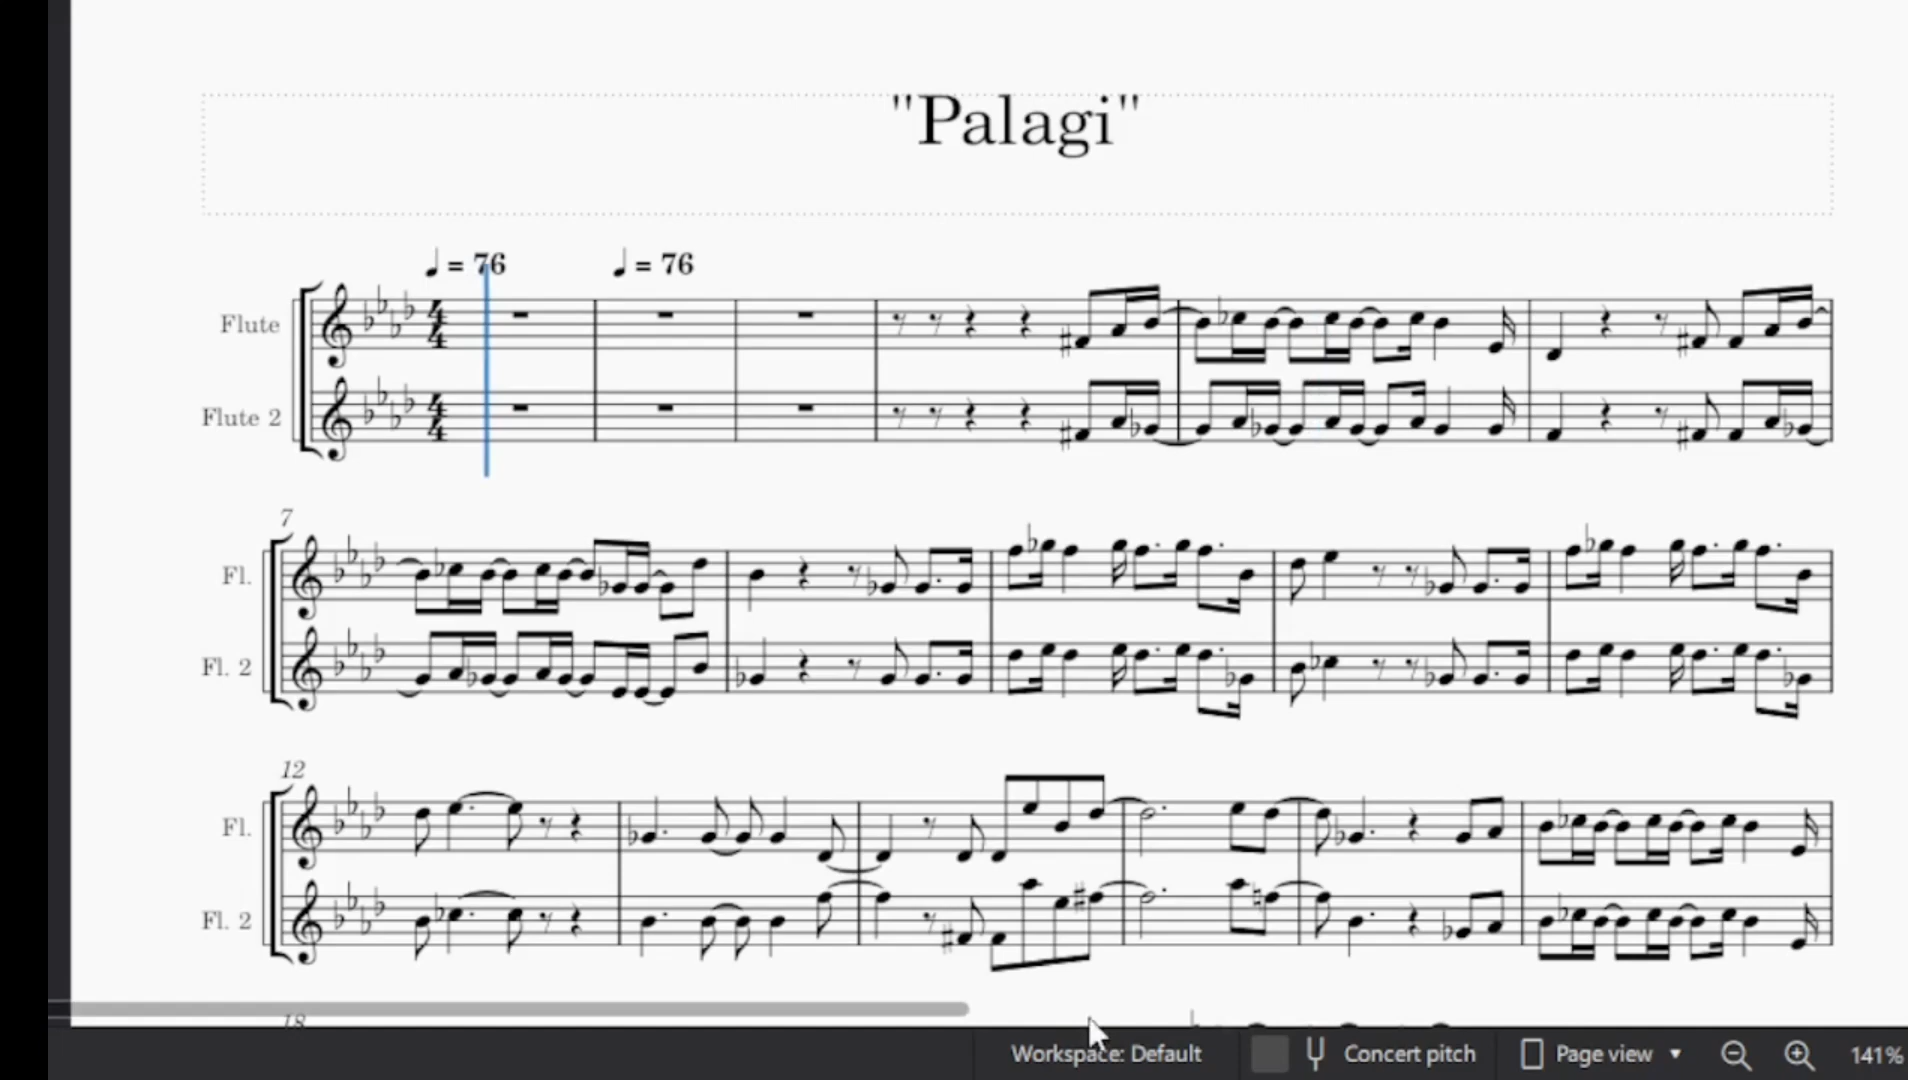 "Palagi"
♩ = 76 ♩ = 76
Flute
Flute 2
7
Fl.
Fl. 2
12
Fl.
Fl. 2
18
Workspace: Default Concert pitch Page view 141%